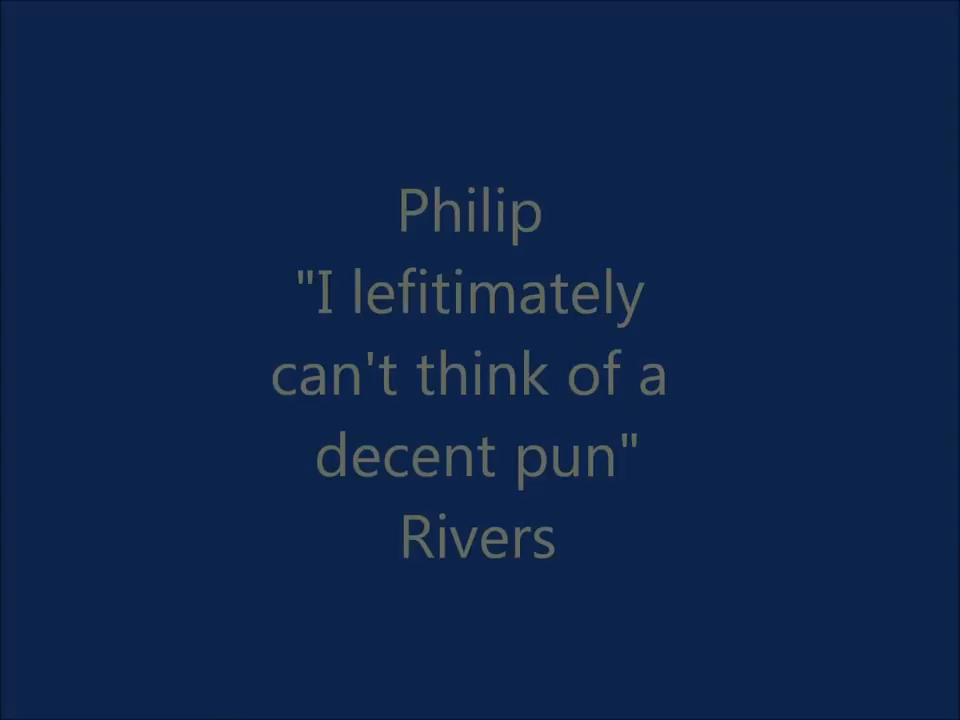 Philip
"I lefitimately
can't think of a
decent pun"
Rivers